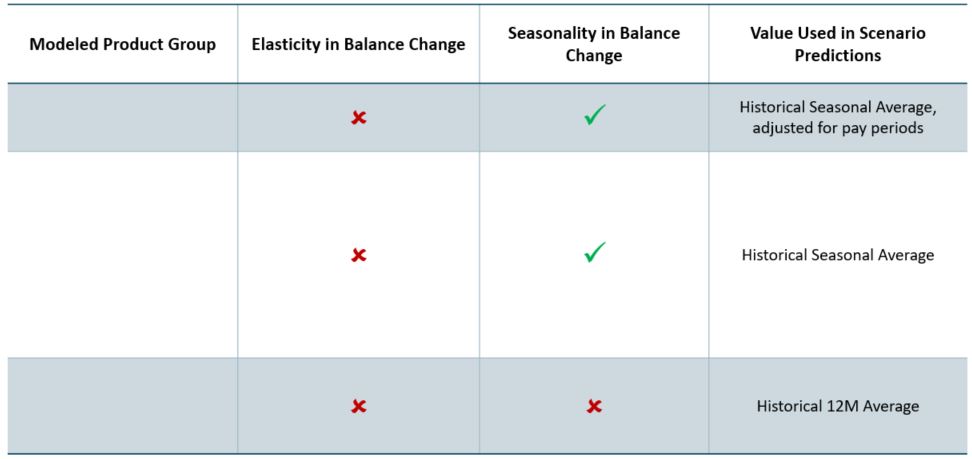 Modeled Product Group
Elasticity in Balance Change
Seasonality in Balance
Change
Value Used in Scenario
Predictions
✘
✓
Historical Seasonal Average,
adjusted for pay periods
✘
✓
Historical Seasonal Average
✘
✘
Historical 12M Average